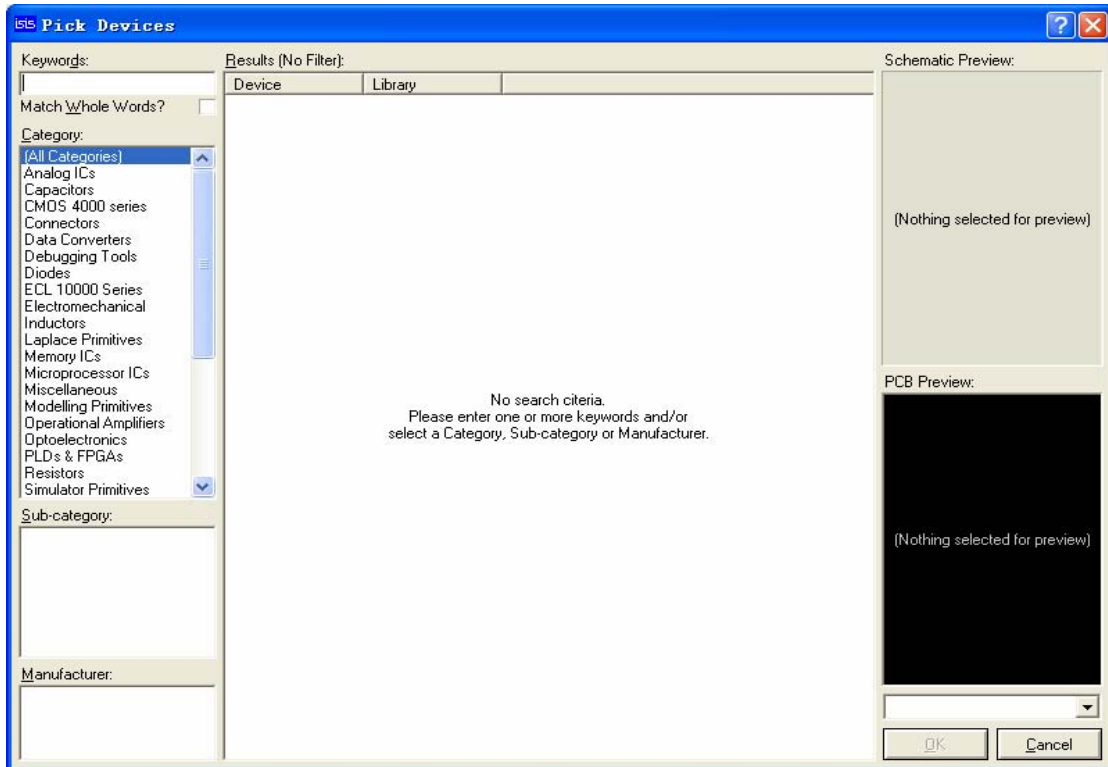 isis Pick Devices
Keywords:
Match Whole Words?
Category:
(All Categories)
Analog ICs
Capacitors
CMOS 4000 series
Connectors
Data Converters
Debugging Tools
Diodes
ECL 10000 Series
Electromechanical
Inductors
Laplace Primitives
Memory ICs
Microprocessor ICs
Miscellaneous
Modelling Primitives
Operational Amplifiers
Optoelectronics
PLDs & FPGAs
Resistors
Simulator Primitives
Sub-category:
Manufacturer:
Results (No Filter):
Device Library
No search citeria.
Please enter one or more keywords and/or
select a Category, Sub-category or Manufacturer.
Schematic Preview:
(Nothing selected for preview)
PCB Preview:
(Nothing selected for preview)
OK Cancel